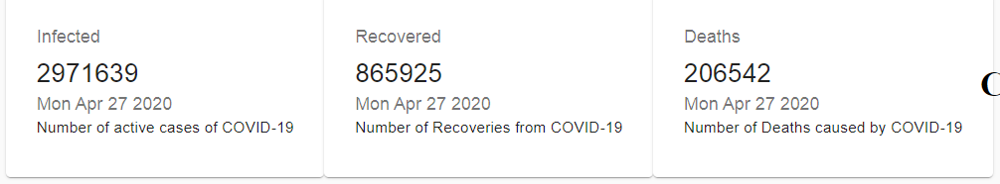 Infected
2971639
Mon Apr 27 2020
Number of active cases of COVID-19
Recovered
865925
Mon Apr 27 2020
Number of Recoveries from COVID-19
Deaths
206542
Mon Apr 27 2020
Number of Deaths caused by COVID-19